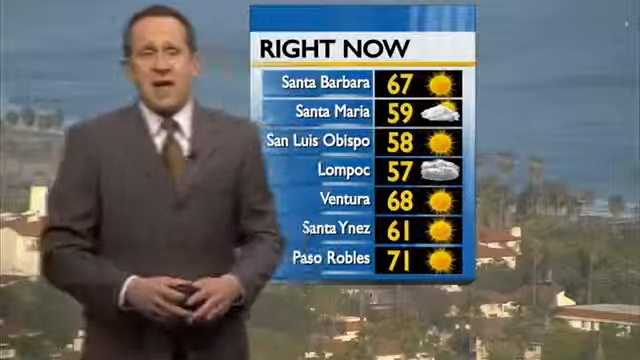 RIGHT NOW
Santa Barbara 67
Santa Maria 59
San Luis Obispo 58
Lompoc 57
Ventura 68
Santa Ynez 61
Paso Robles 71